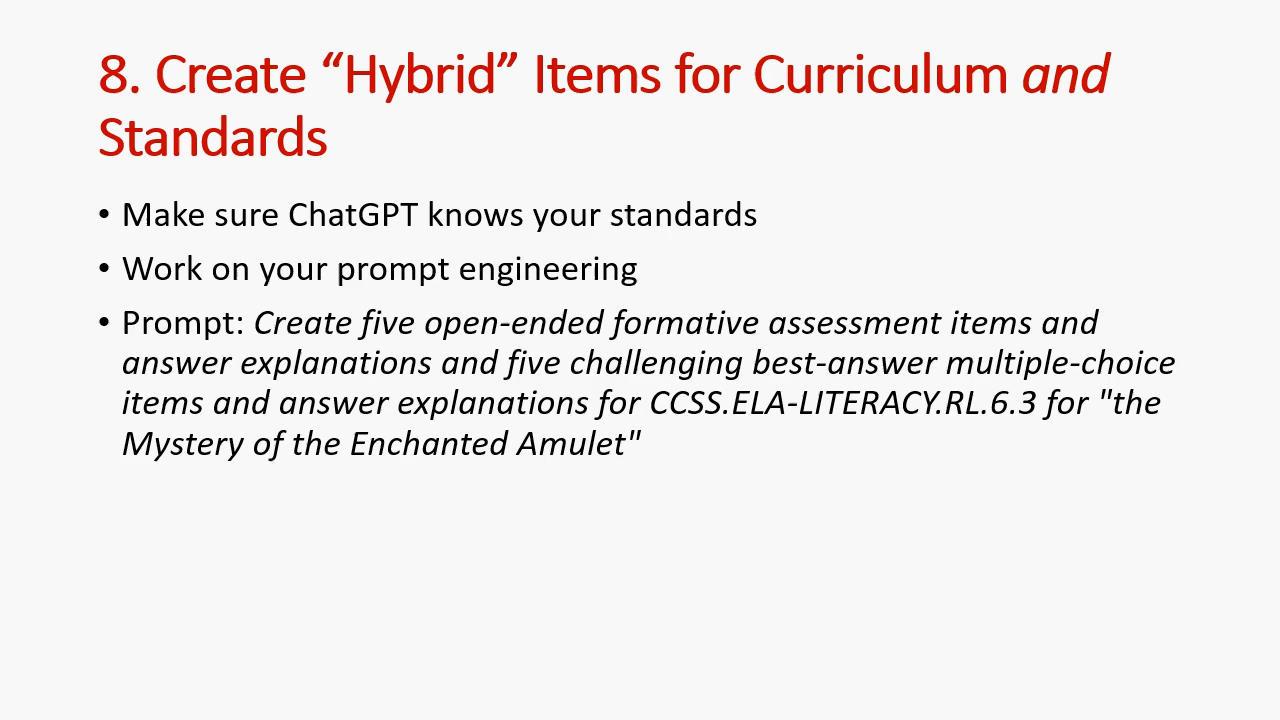 8. Create “Hybrid” Items for Curriculum and
Standards
• Make sure ChatGPT knows your standards
• Work on your prompt engineering
• Prompt: Create five open-ended formative assessment items and
answer explanations and five challenging best-answer multiple-choice
items and answer explanations for CCSS.ELA-LITERACY.RL.6.3 for "the
Mystery of the Enchanted Amulet"